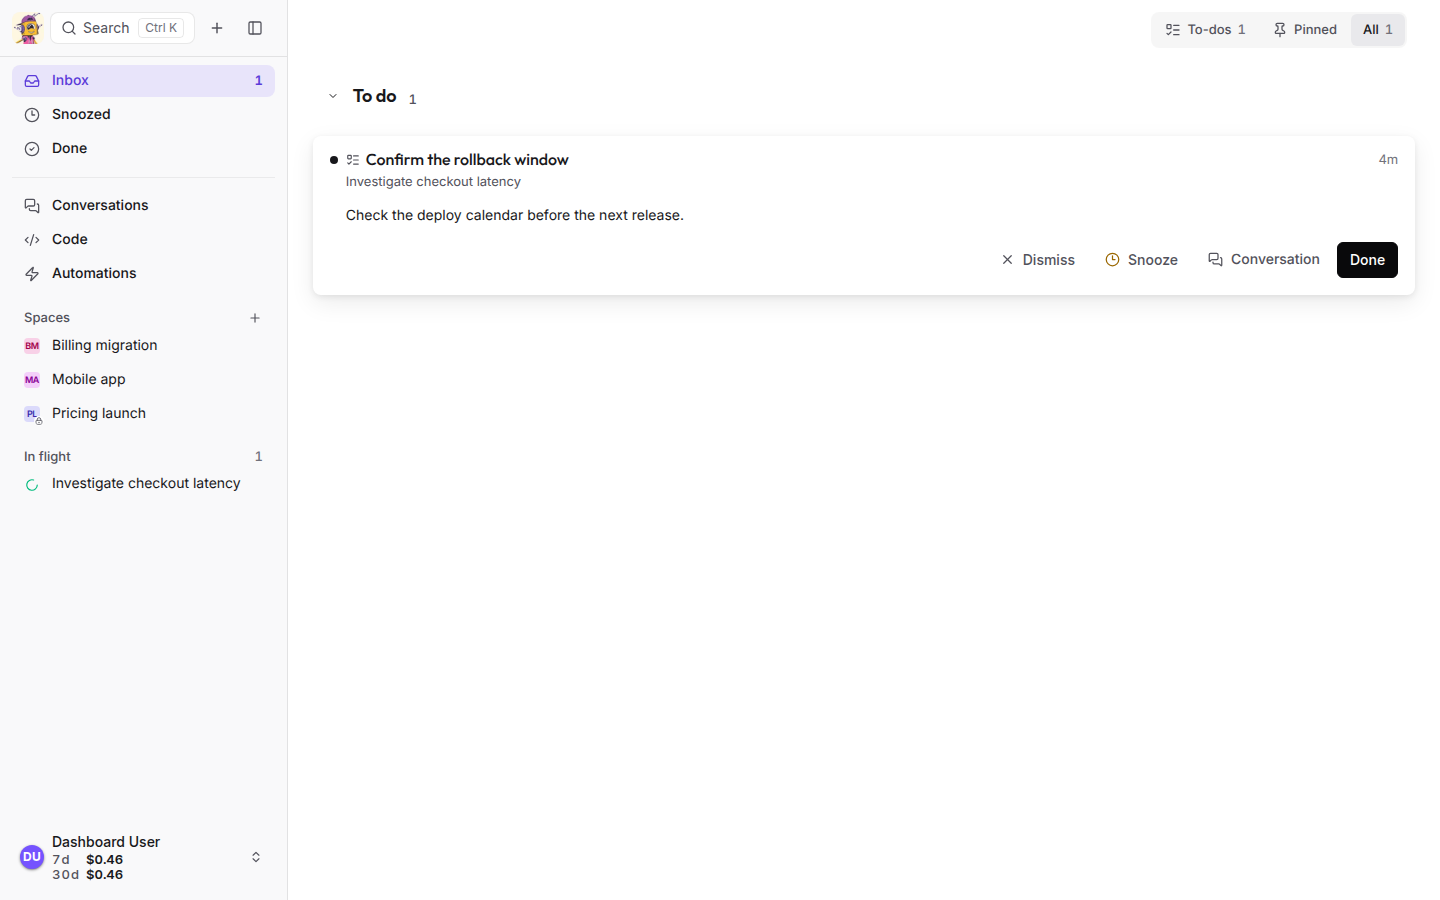 Search Ctrl K
Inbox 1
Snoozed
Done
Conversations
Code
Automations
Spaces
BM Billing migration
MA Mobile app
PL Pricing launch
In flight 1
Investigate checkout latency
DU Dashboard User
7d $0.46
30d $0.46
To-dos 1 Pinned All 1
To do 1
Confirm the rollback window 4m
Investigate checkout latency
Check the deploy calendar before the next release.
Dismiss Snooze Conversation Done